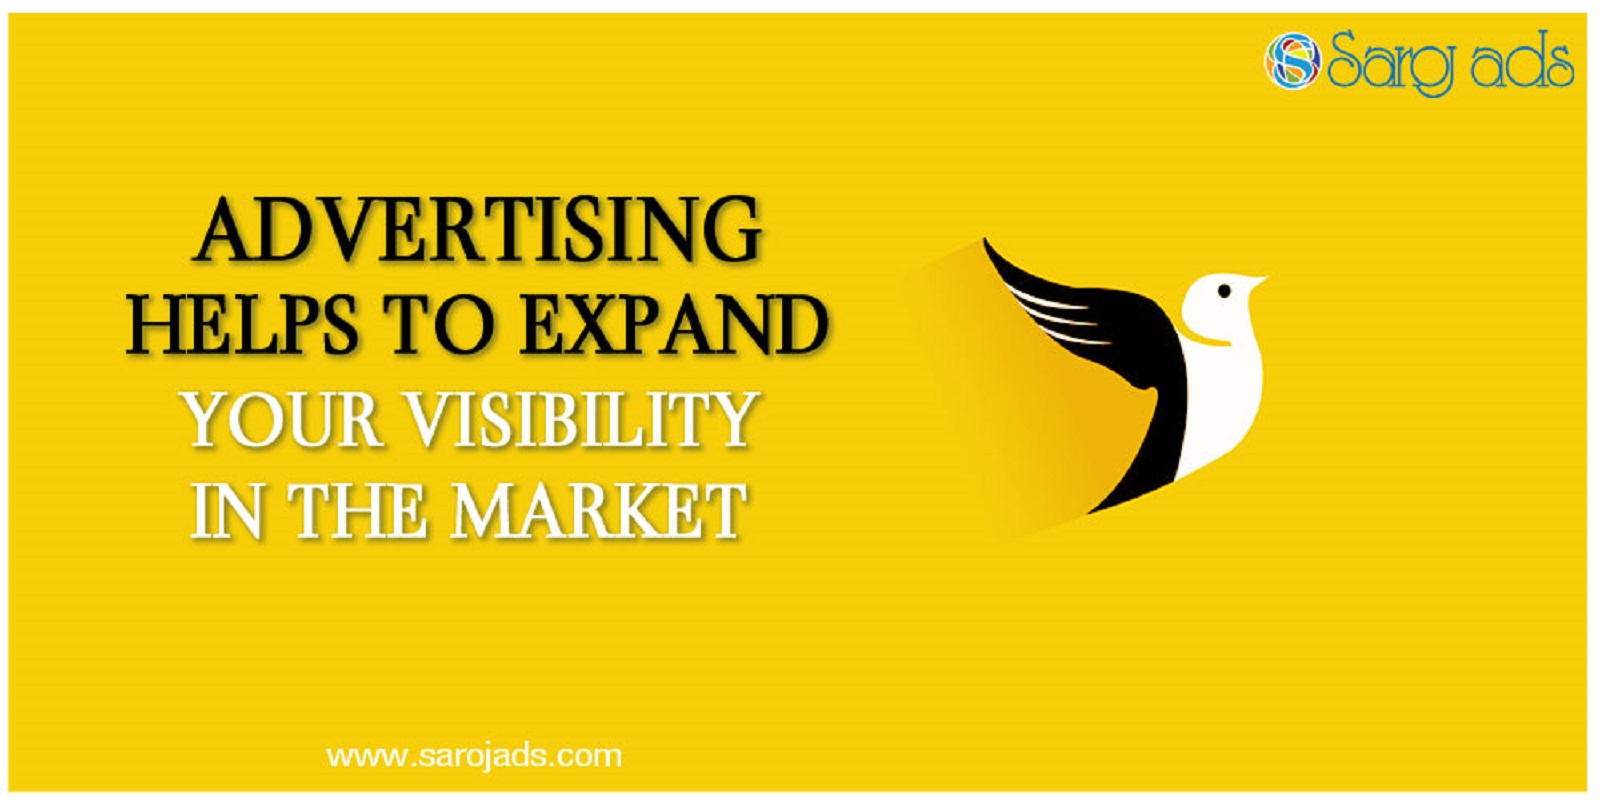 Saroj ads
ADVERTISING
HELPS TO EXPAND
YOUR VISIBILITY
IN THE MARKET
www.sarojads.com